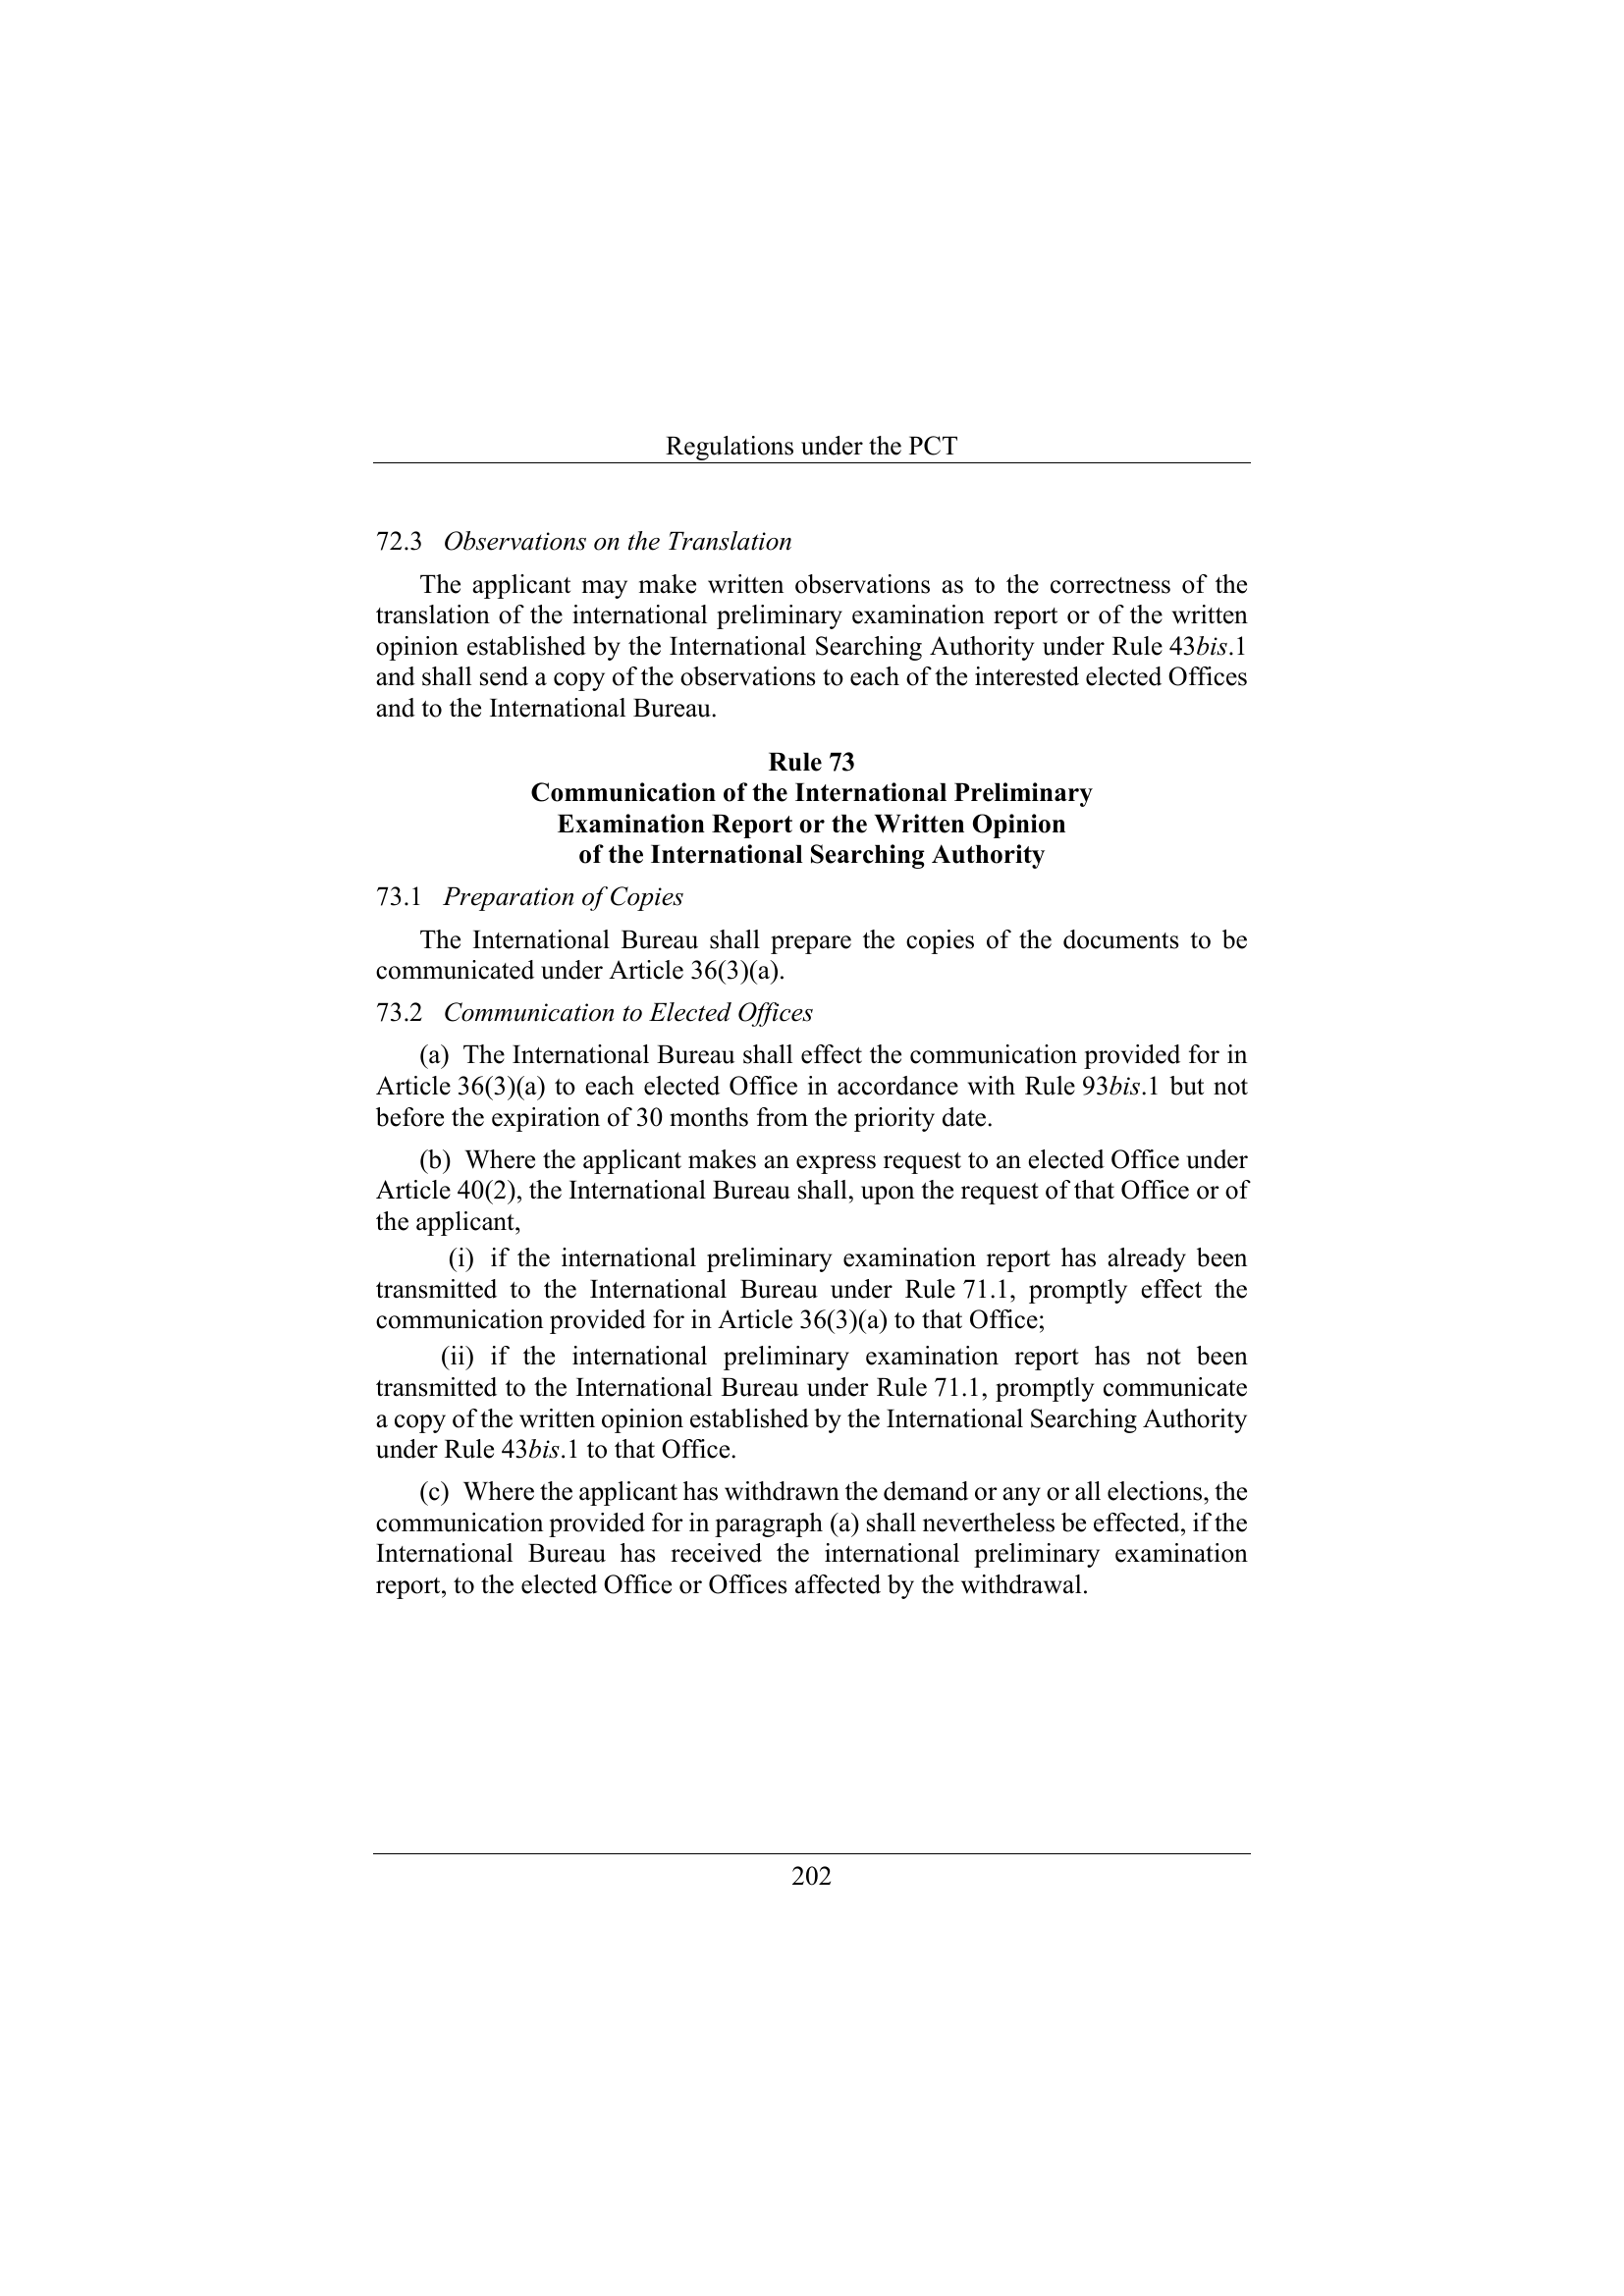 Regulations under the PCT
72.3 Observations on the Translation
The applicant may make written observations as to the correctness of the
translation of the international preliminary examination report or of the written
opinion established by the International Searching Authority under Rule 43bis.1
and shall send a copy of the observations to each of the interested elected Offices
and to the International Bureau.
Rule 73
Communication of the International Preliminary
Examination Report or the Written Opinion
of the International Searching Authority
73.1 Preparation of Copies
The International Bureau shall prepare the copies of the documents to be
communicated under Article 36(3)(a).
73.2 Communication to Elected Offices
(a) The International Bureau shall effect the communication provided for in
Article 36(3)(a) to each elected Office in accordance with Rule 93bis.1 but not
before the expiration of 30 months from the priority date.
(b) Where the applicant makes an express request to an elected Office under
Article 40(2), the International Bureau shall, upon the request of that Office or of
the applicant,
(i) if the international preliminary examination report has already been
transmitted to the International Bureau under Rule 71.1, promptly effect the
communication provided for in Article 36(3)(a) to that Office;
(ii) if the international preliminary examination report has not been
transmitted to the International Bureau under Rule 71.1, promptly communicate
a copy of the written opinion established by the International Searching Authority
under Rule 43bis.1 to that Office.
(c) Where the applicant has withdrawn the demand or any or all elections, the
communication provided for in paragraph (a) shall nevertheless be effected, if the
International Bureau has received the international preliminary examination
report, to the elected Office or Offices affected by the withdrawal.
202